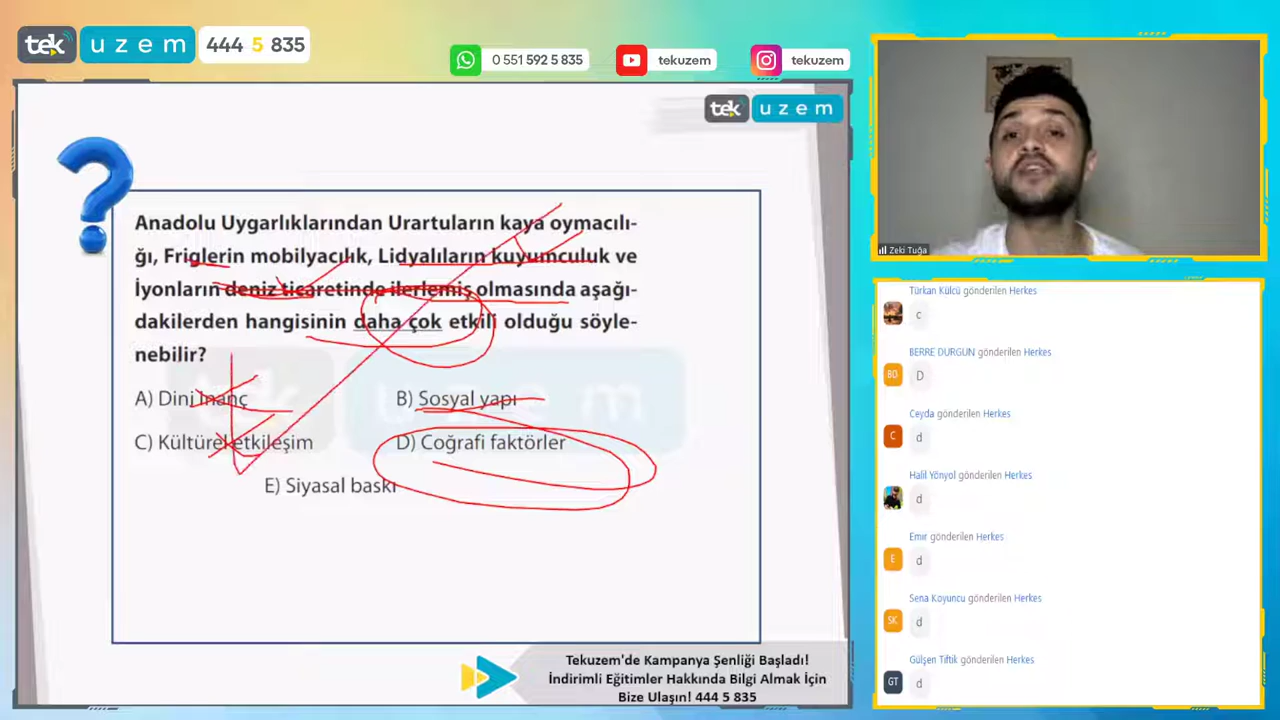 tek
uzem
444 5 835
0 551 592 5 835
tekuzem
tekuzem
tek
uzem
Anadolu Uygarlıklarından Urartuların kaya oymacılı-
ğı, Friglerin mobilyacılık, Lidyalıların kuyumculuk ve
İyonların deniz ticaretinde ilerlemiş olmasında aşağı-
dakilerden hangisinin daha çok etkili olduğu söyle-
nebilir?
A) Dini inanç
B) Sosyal yapı
C) Kültürel etkileşim
D) Coğrafi faktörler
E) Siyasal baskı
Tekuzem'de Kampanya Şenliği Başladı!
İndirimli Eğitimler Hakkında Bilgi Almak İçin
Bize Ulaşın! 444 5 835
Zeki Tuğa
Türkan Külcü gönderilen Herkes
c
BD
BERRE DURGUN gönderilen Herkes
D
C
Ceyda gönderilen Herkes
d
Halil Yönyol gönderilen Herkes
d
E
Emir gönderilen Herkes
d
SK
Sena Koyuncu gönderilen Herkes
d
GT
Gülşen Tiftik gönderilen Herkes
d